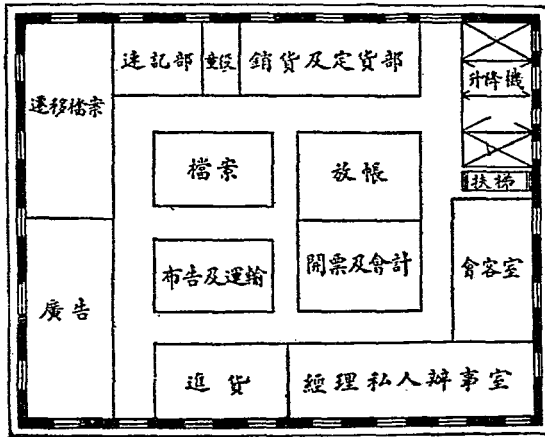 速記部
銷貨及定貨部
升降機
遷移檔案
檔案
放帳
扶梯
布告及運輸
開票及會計
會客室
廣告
進貨
經理私人辦事室